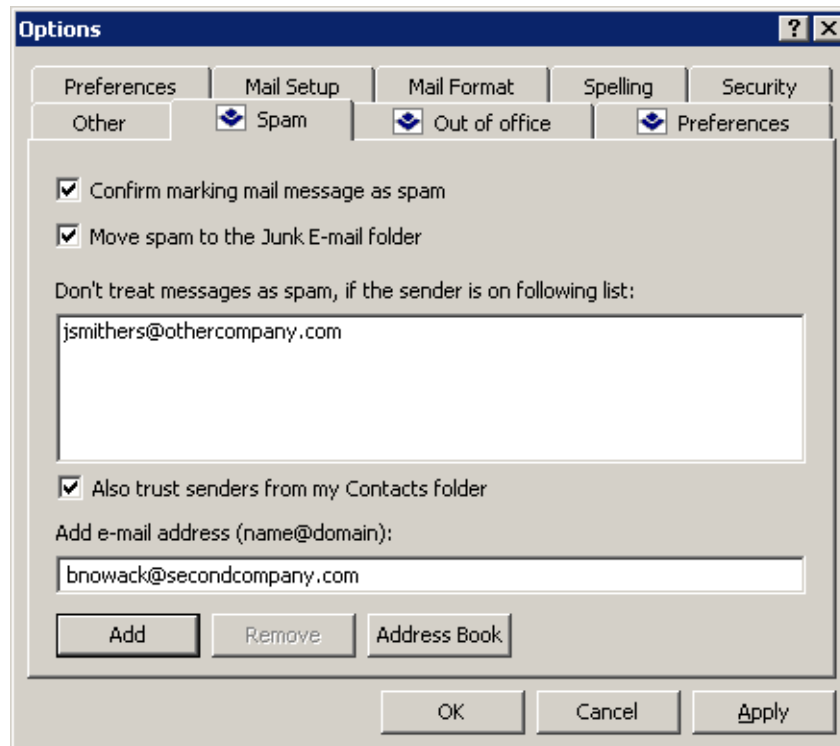 Options
Preferences Mail Setup Mail Format Spelling Security
Other Spam Out of office Preferences
Confirm marking mail message as spam
Move spam to the Junk E-mail folder
Don't treat messages as spam, if the sender is on following list:
jsmithers@othercompany.com
Also trust senders from my Contacts folder
Add e-mail address (name@domain):
bnowack@secondcompany.com
Add Remove Address Book
OK Cancel Apply